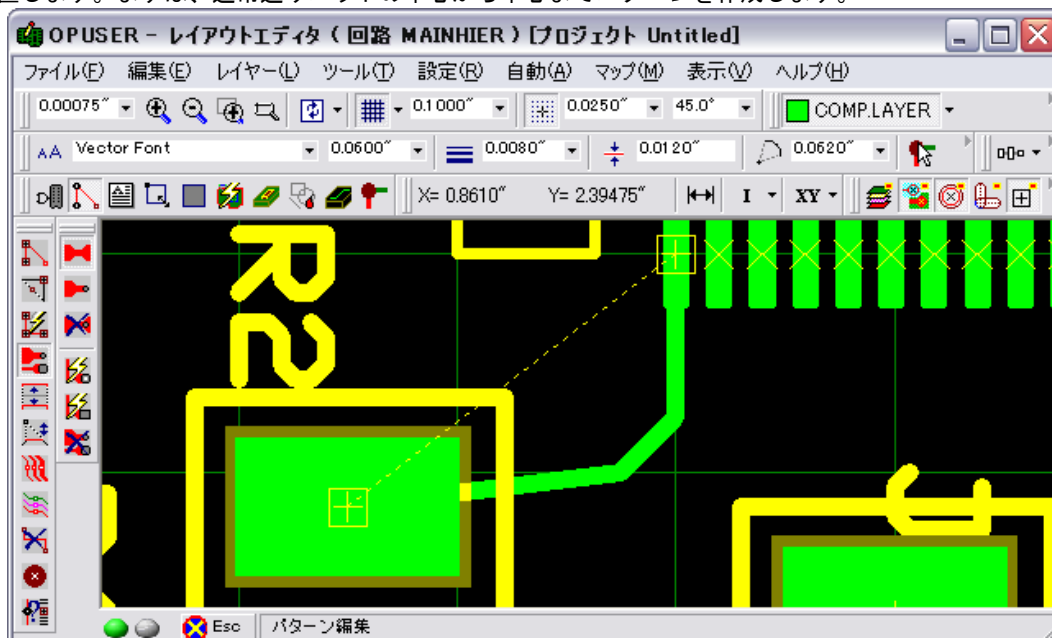 OPUSER - レイアウトエディタ ( 回路 MAINHIER ) [プロジェクト Untitled]
ファイル(F) 編集(E) レイヤー(L) ツール(T) 設定(R) 自動(A) マップ(M) 表示(V) ヘルプ(H)
0.00075" 0.1000" 0.0250" 45.0° COMP.LAYER
AA Vector Font 0.0600" 0.0080" 0.0120" 0.0620"
X= 0.8610" Y= 2.39475" I XY
R2
Esc パターン編集